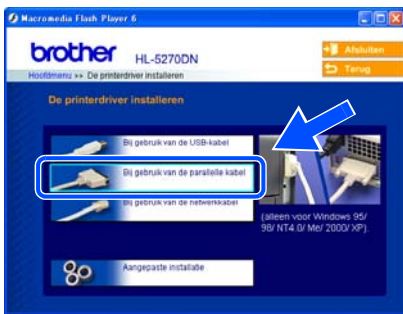 Macromedia Flash Player 6
brother HL-5270DN
Afsluiten
Hoofdmenu >> De printerdriver installeren
Terug
De printerdriver installeren
Bij gebruik van de USB-kabel
Bij gebruik van de parallelle kabel
Bij gebruik van de netwerkkabel
(alleen voor Windows 95/
98/ NT4.0/ Me/ 2000/ XP).
Aangepaste installatie